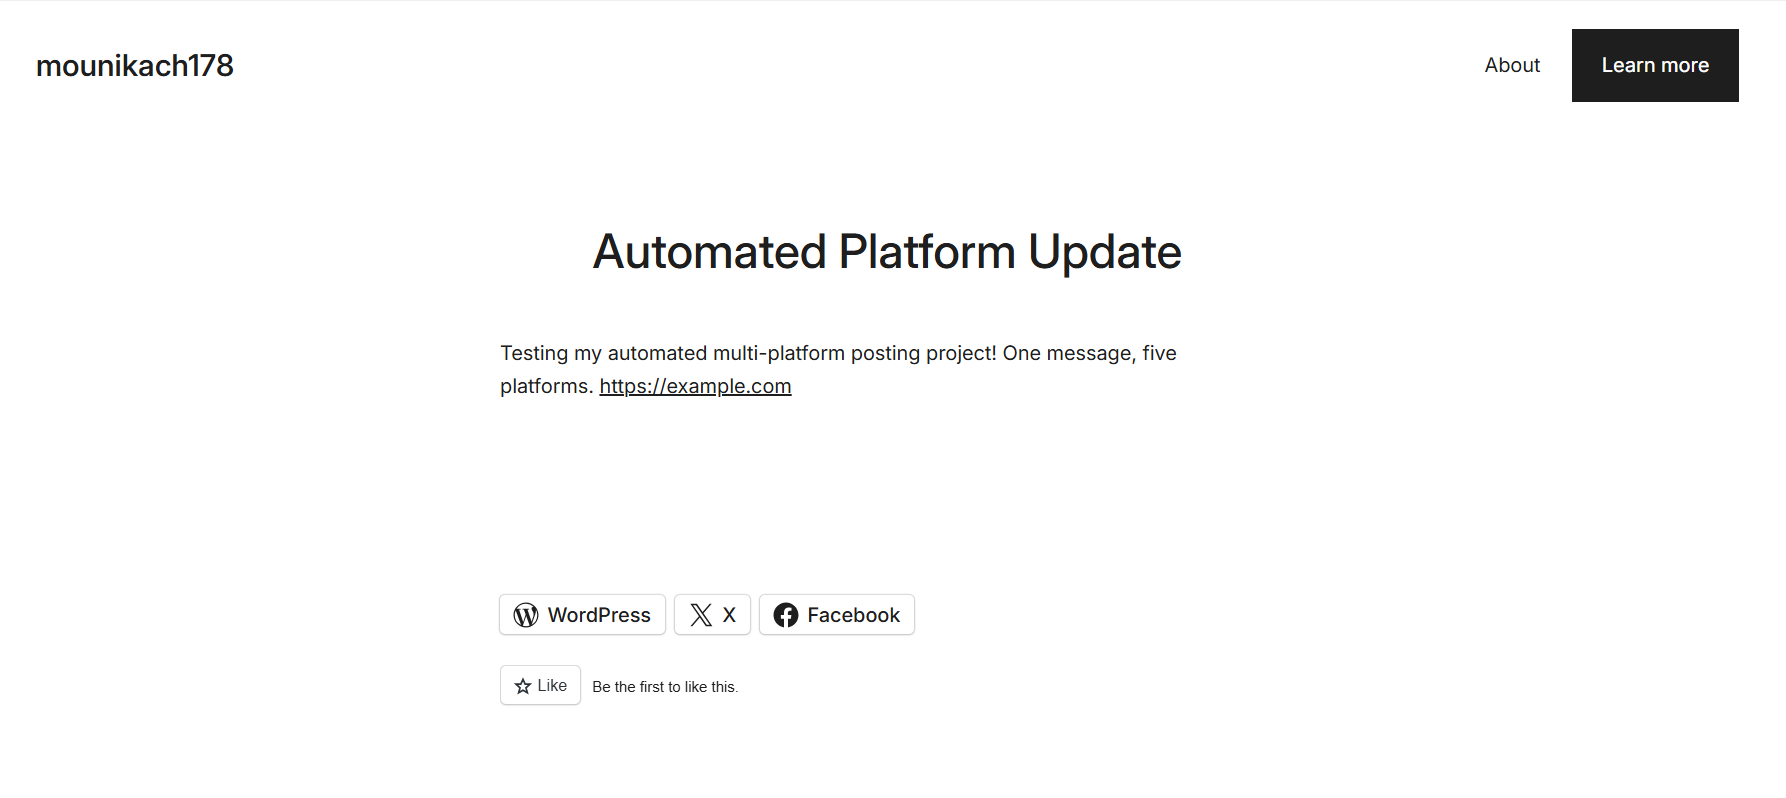 mounikach178
About
Learn more
Automated Platform Update
Testing my automated multi-platform posting project! One message, five
platforms. https://example.com
WordPress
X
Facebook
Like
Be the first to like this.